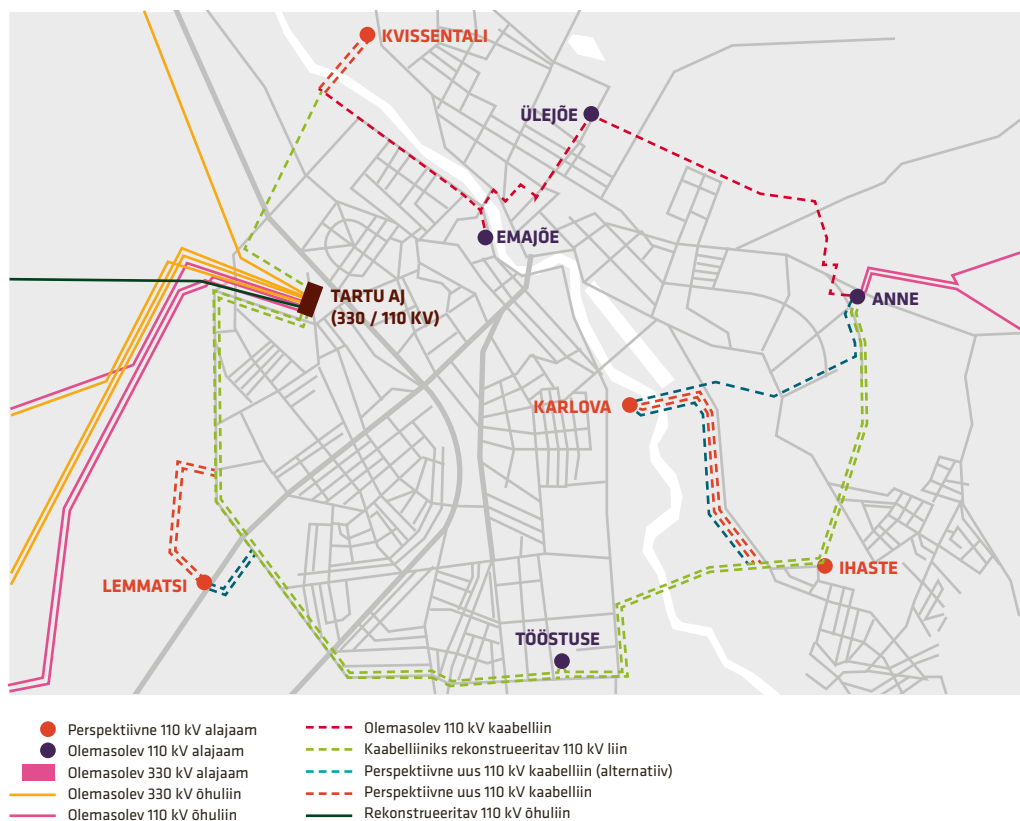 KVISSENTALI
ÜLEJÕE
EMAJÕE
TARTU AJ
(330 / 110 KV)
ANNE
KARLOVA
IHASTE
LEMMATSI
TÖÖSTUSE
Perspektiivne 110 kV alajaam
Olemasolev 110 kV alajaam
Olemasolev 330 kV alajaam
Olemasolev 330 kV õhuliin
Olemasolev 110 kV õhuliin
Olemasolev 110 kV kaabelliin
Kaabelliiniks rekonstrueeritav 110 kV liin
Perspektiivne uus 110 kV kaabelliin (alternatiiv)
Perspektiivne uus 110 kV kaabelliin
Rekonstrueeritav 110 kV õhuliin